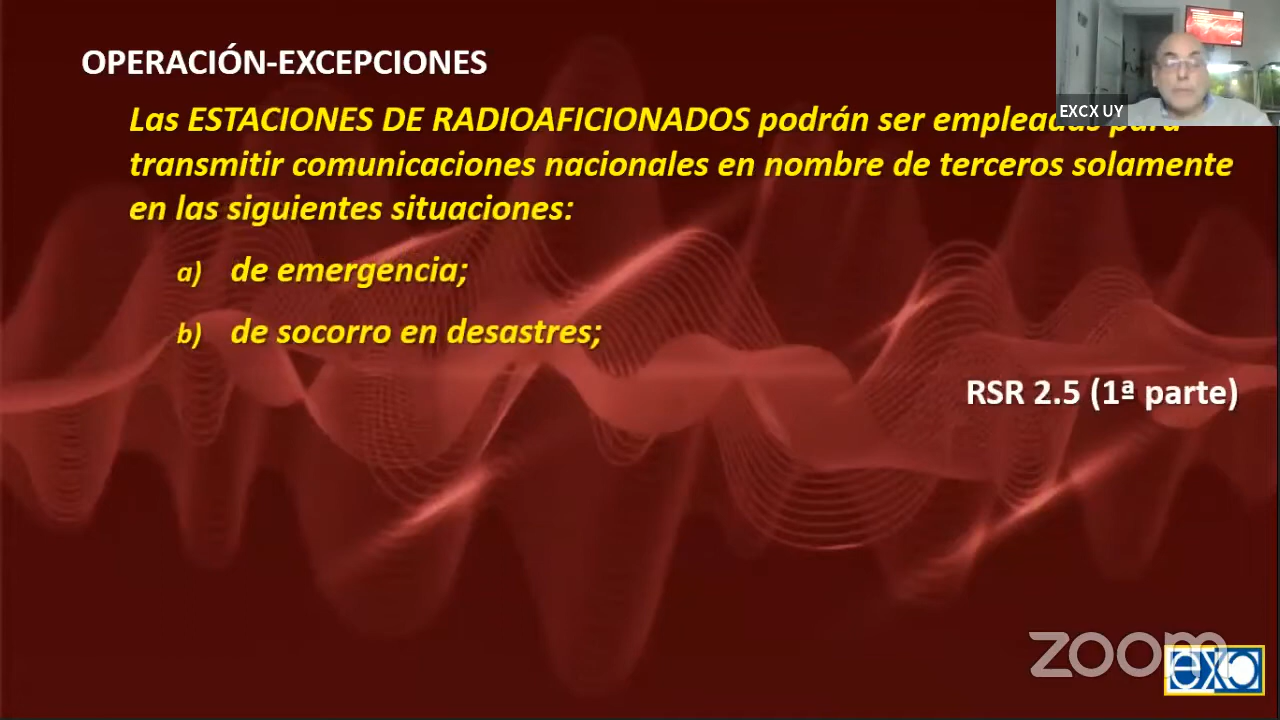 OPERACIÓN-EXCEPCIONES
EXCX UY
Las ESTACIONES DE RADIOAFICIONADOS podrán ser empleadas para
transmitir comunicaciones nacionales en nombre de terceros solamente
en las siguientes situaciones:
a) de emergencia;
b) de socorro en desastres;
RSR 2.5 (1ª parte)
zoom